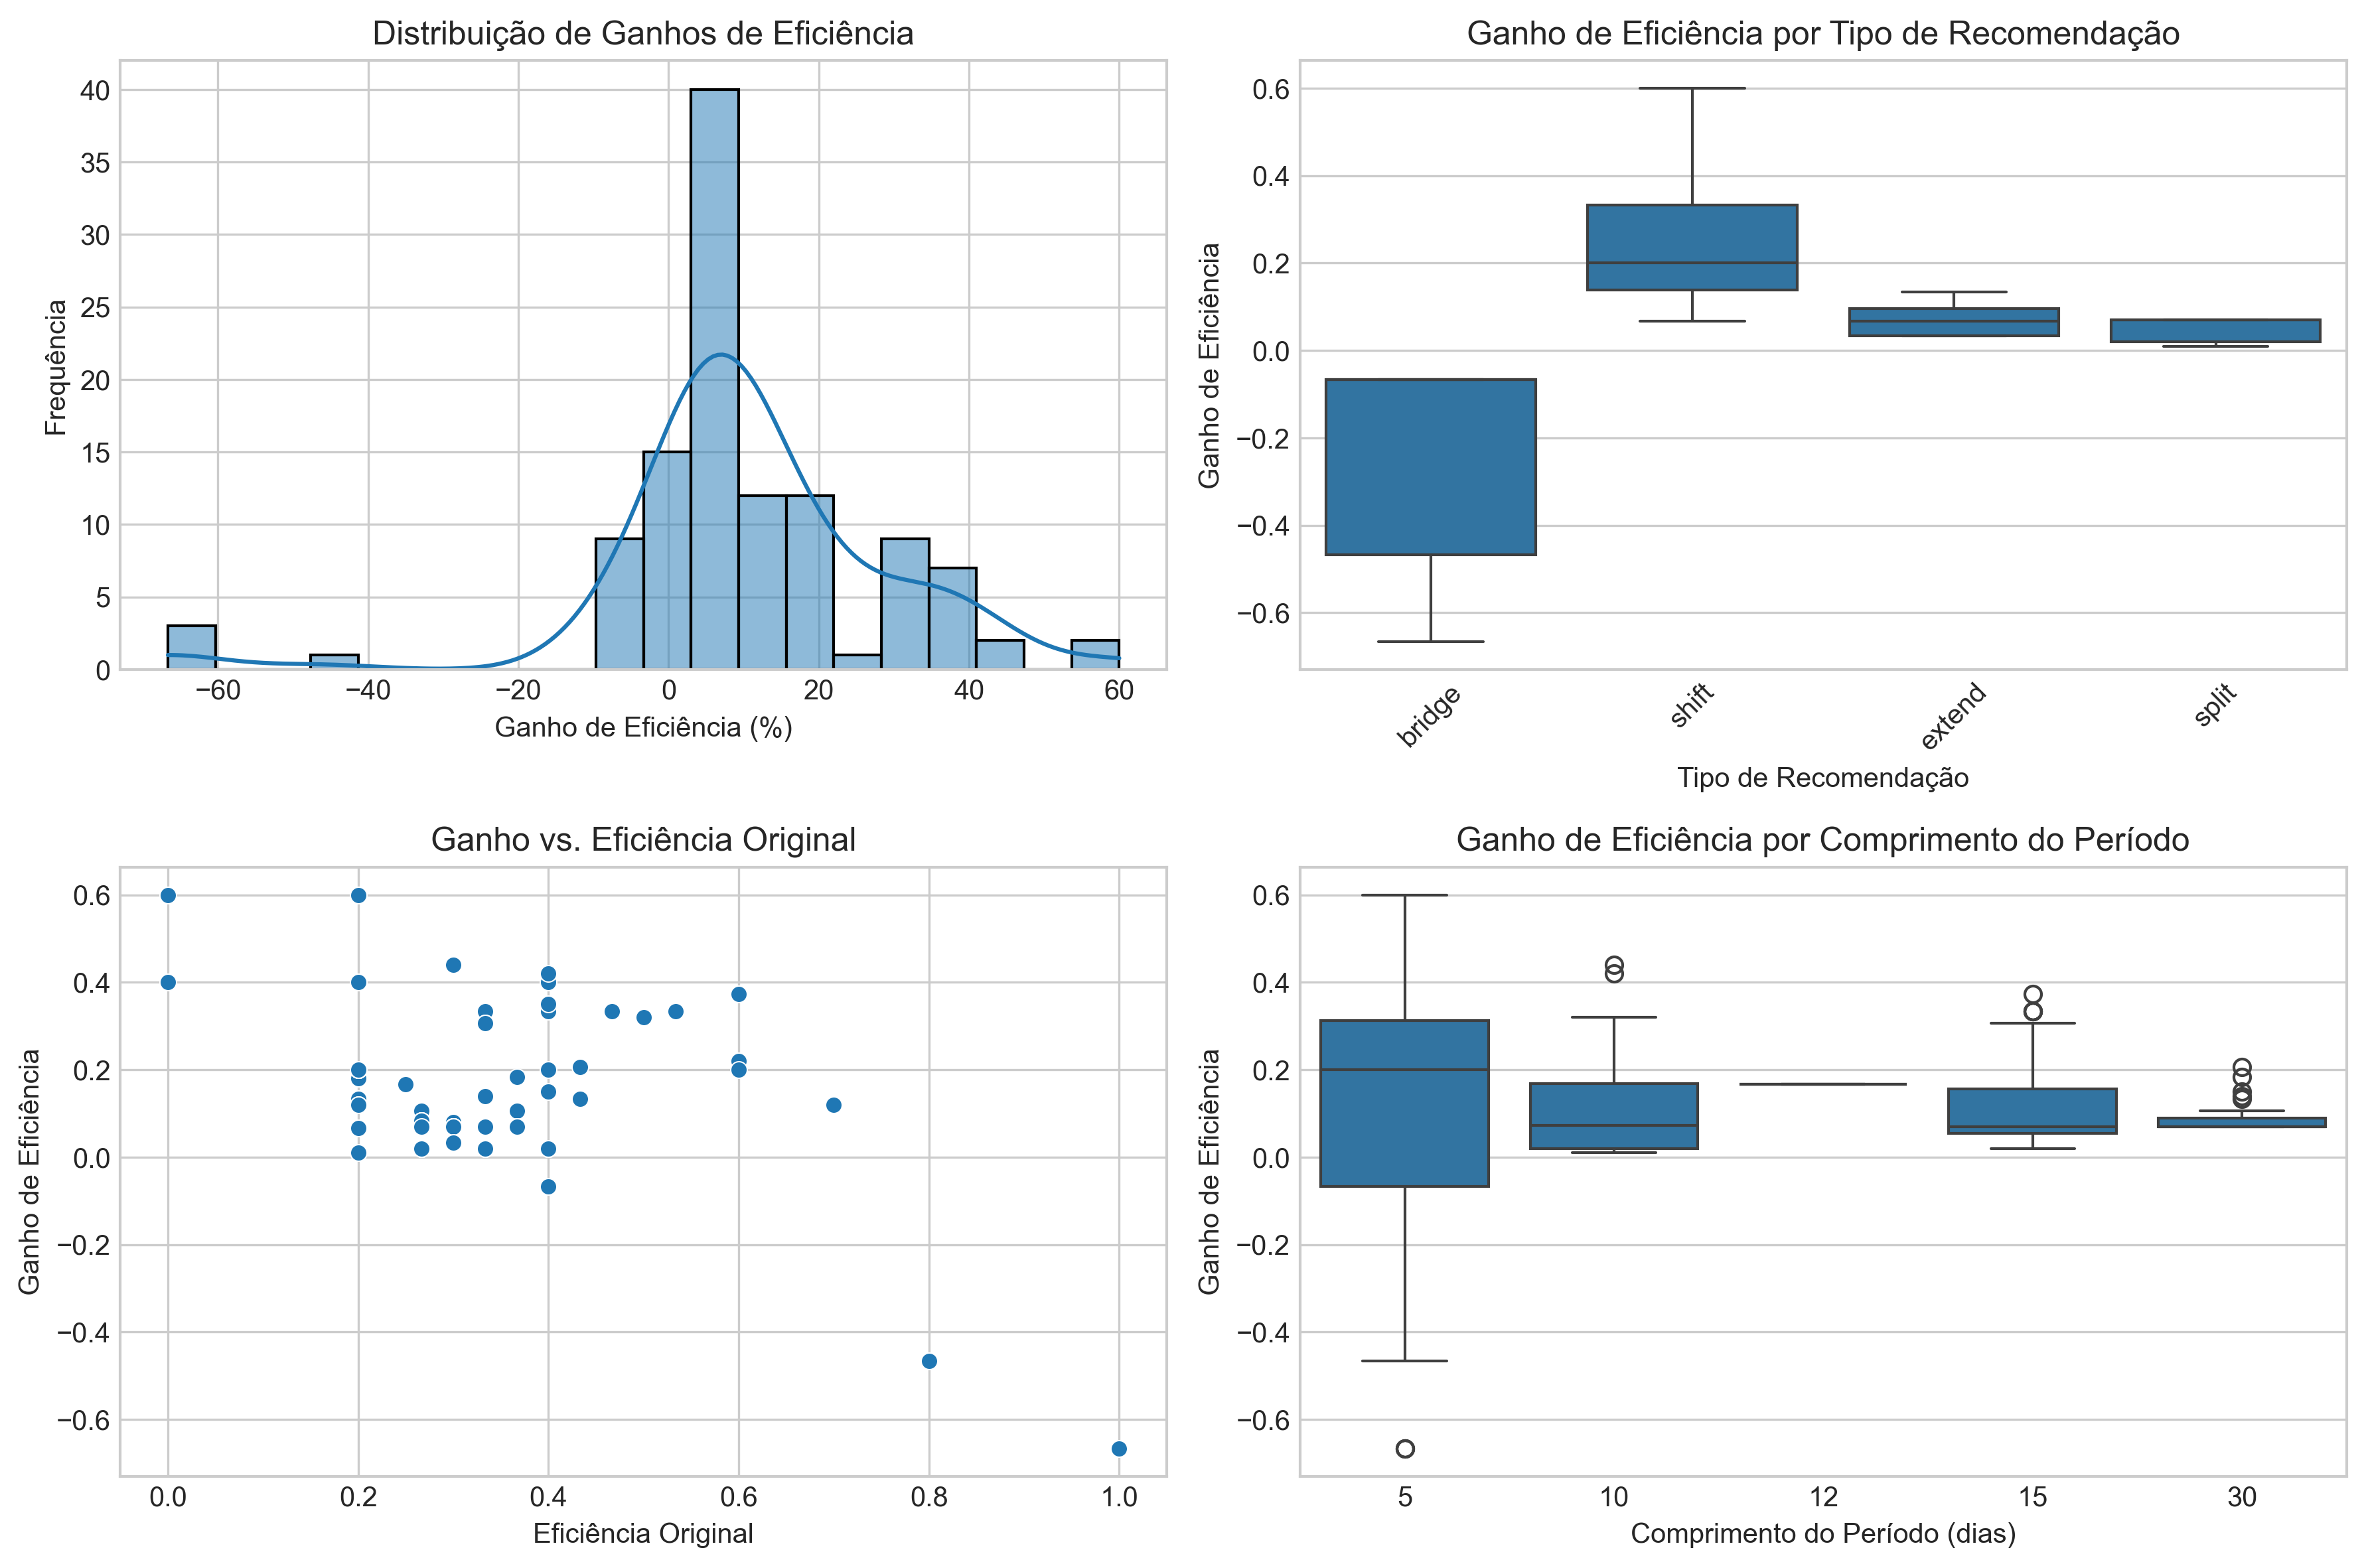 Distribuição de Ganhos de Eficiência
40
35
30
25
20
15
10
5
0
Frequência
−60 −40 −20 0 20 40 60
Ganho de Eficiência (%)
Ganho de Eficiência por Tipo de Recomendação
0.6
0.4
0.2
0.0
−0.2
−0.4
−0.6
Ganho de Eficiência
bridge shift extend split
Tipo de Recomendação
Ganho vs. Eficiência Original
0.6
0.4
0.2
0.0
−0.2
−0.4
−0.6
Ganho de Eficiência
0.0 0.2 0.4 0.6 0.8 1.0
Eficiência Original
Ganho de Eficiência por Comprimento do Período
0.6
0.4
0.2
0.0
−0.2
−0.4
−0.6
Ganho de Eficiência
5 10 12 15 30
Comprimento do Período (dias)